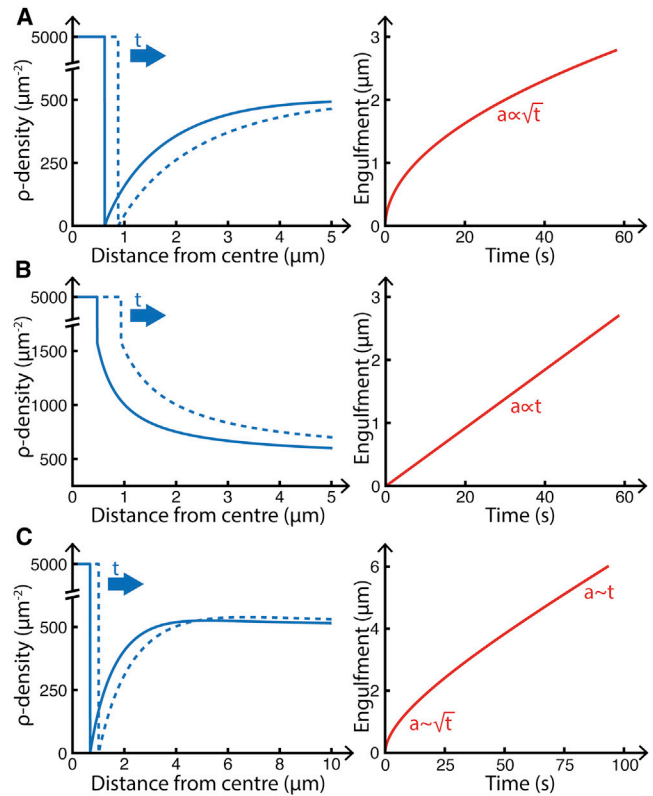 A
ρ-density (µm⁻²)
5000
500
250
0
t
0 1 2 3 4 5
Distance from centre (µm)
Engulfment (µm)
3
2
1
0
a∝√t
0 20 40 60
Time (s)
B
ρ-density (µm⁻²)
5000
1500
1000
500
t
0 1 2 3 4 5
Distance from centre (µm)
Engulfment (µm)
3
2
1
0
a∝t
0 20 40 60
Time (s)
C
ρ-density (µm⁻²)
5000
500
250
0
t
0 2 4 6 8 10
Distance from centre (µm)
Engulfment (µm)
6
4
2
0
a~t
a~√t
0 25 50 75 100
Time (s)